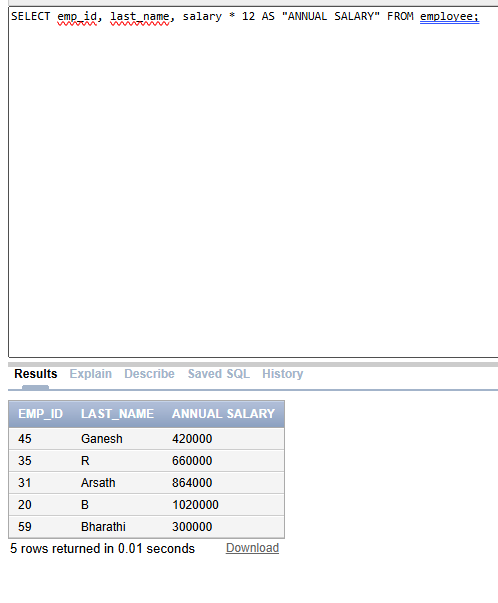 SELECT emp_id, last_name, salary * 12 AS "ANNUAL SALARY" FROM employee;
Results Explain Describe Saved SQL History
EMP_ID LAST_NAME ANNUAL SALARY
45 Ganesh 420000
35 R 660000
31 Arsath 864000
20 B 1020000
59 Bharathi 300000
5 rows returned in 0.01 seconds Download